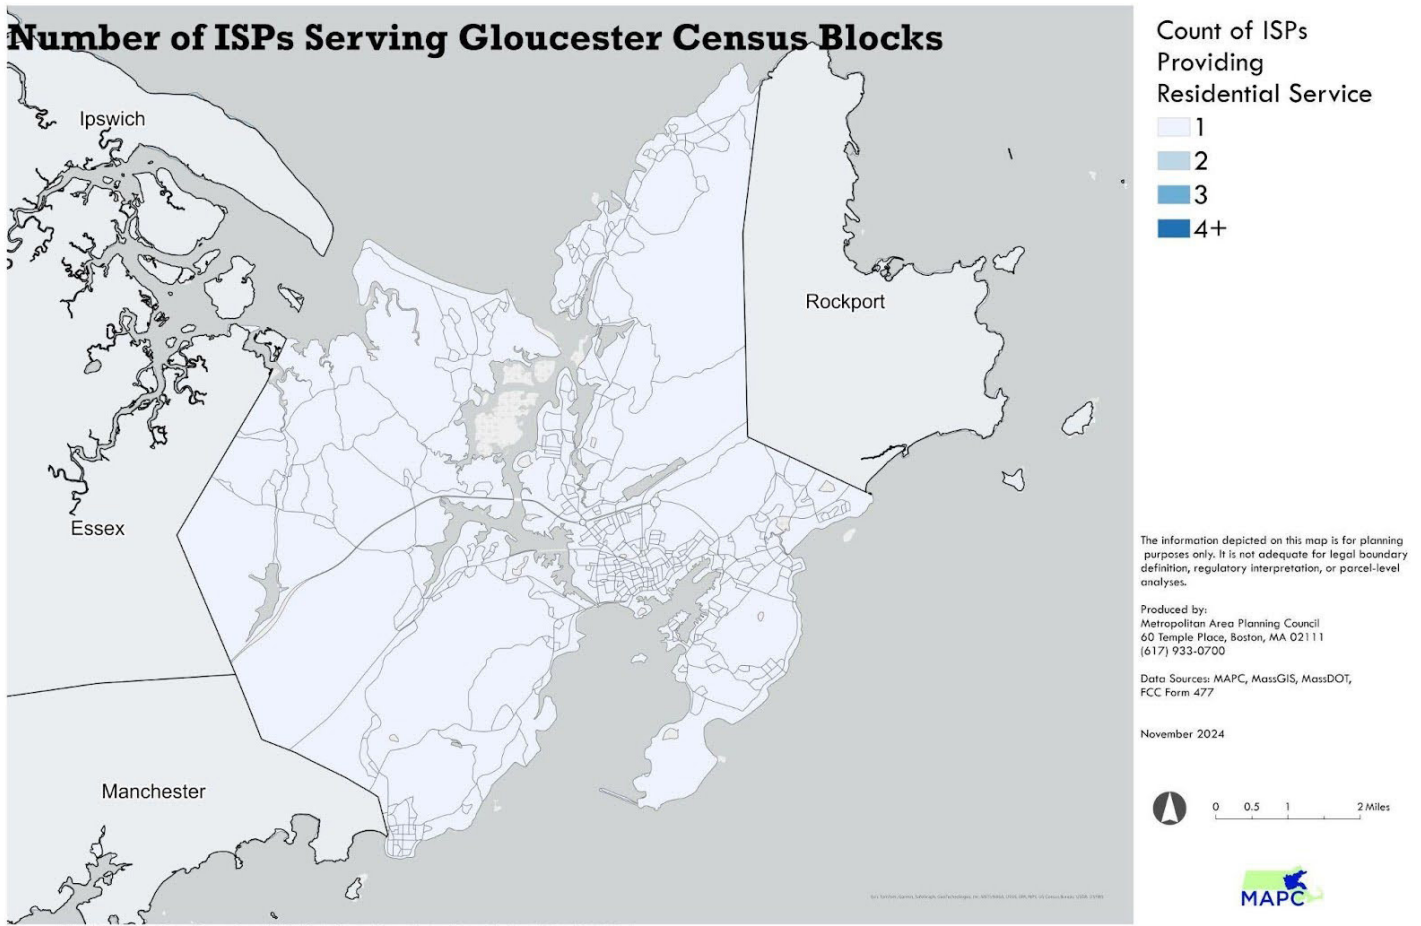 Number of ISPs Serving Gloucester Census Blocks
Count of ISPs
Providing
Residential Service
1
2
3
4+
Ipswich
Rockport
Essex
Manchester
The information depicted on this map is for planning
purposes only. It is not adequate for legal boundary
definition, regulatory interpretation, or parcel-level
analyses.
Produced by:
Metropolitan Area Planning Council
60 Temple Place, Boston, MA 02111
(617) 933-0700
Data Sources: MAPC, MassGIS, MassDOT,
FCC Form 477
November 2024
0 0.5 1 2 Miles
MAPC